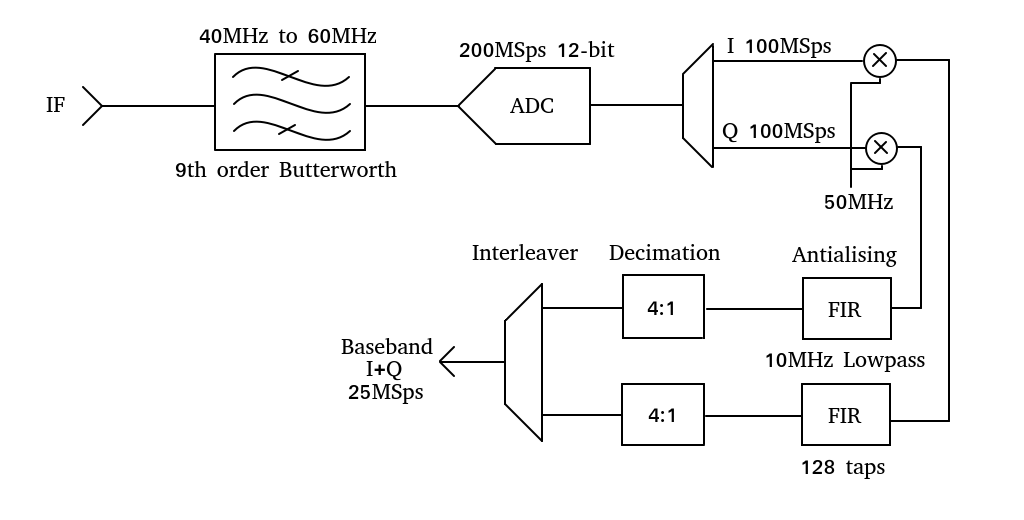 40MHz to 60MHz
IF
9th order Butterworth
200MSps 12-bit
ADC
I 100MSps
Q 100MSps
50MHz
Interleaver
Decimation
Antialising
4:1
FIR
10MHz Lowpass
Baseband
I+Q
25MSps
4:1
FIR
128 taps